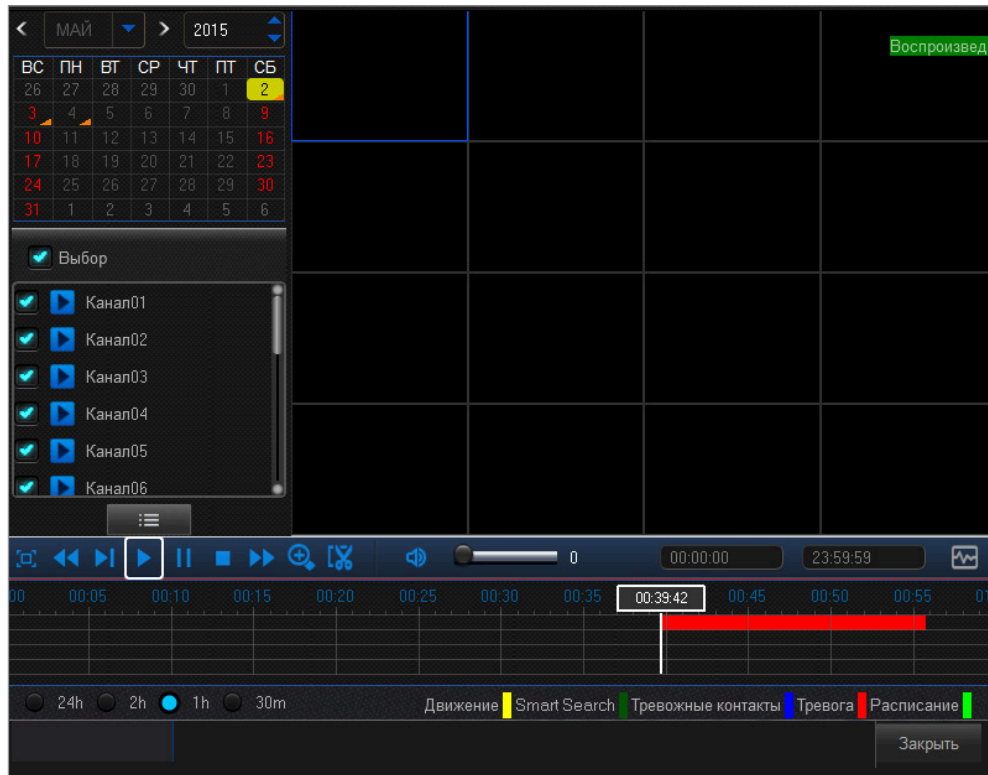 МАЙ 2015
Воспроизвед
ВС ПН ВТ СР ЧТ ПТ СБ
26 27 28 29 30 1 2
3 4 5 6 7 8 9
10 11 12 13 14 15 16
17 18 19 20 21 22 23
24 25 26 27 28 29 30
31 1 2 3 4 5 6
Выбор
Канал01
Канал02
Канал03
Канал04
Канал05
Канал06
0 00:00:00 23:59:59
00 00:05 00:10 00:15 00:20 00:25 00:30 00:35 00:39:42 00:45 00:50 00:55 0
24h 2h 1h 30m Движение Smart Search Тревожные контакты Тревога Расписание
Закрыть